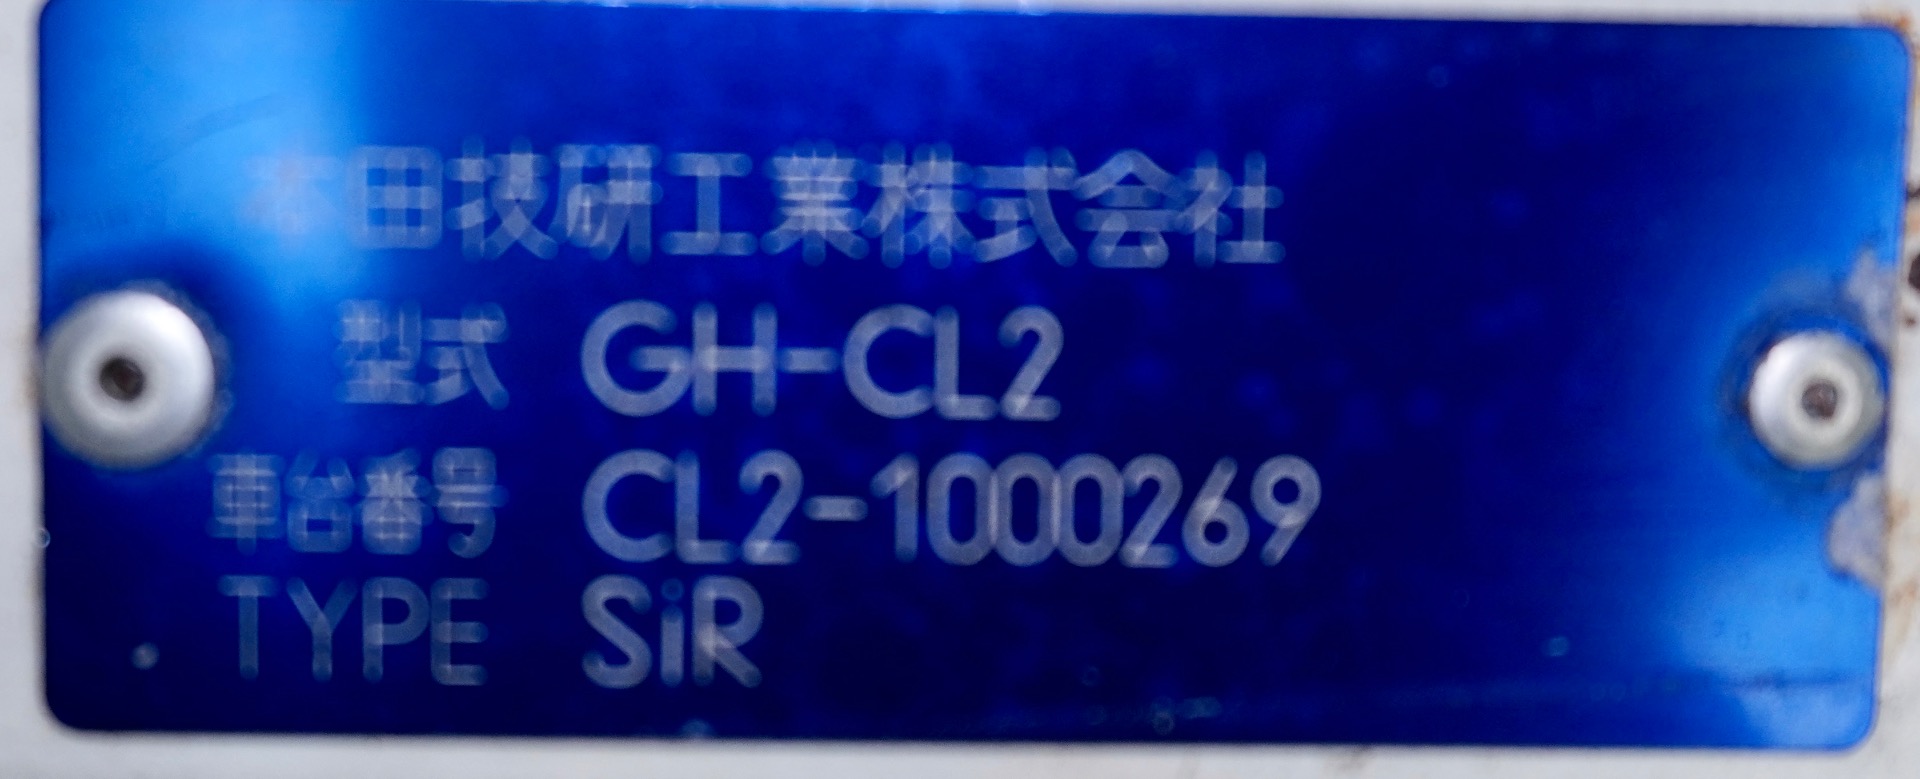 本田技研工業株式会社
型式 GH-CL2
車台番号 CL2-1000269
TYPE SiR